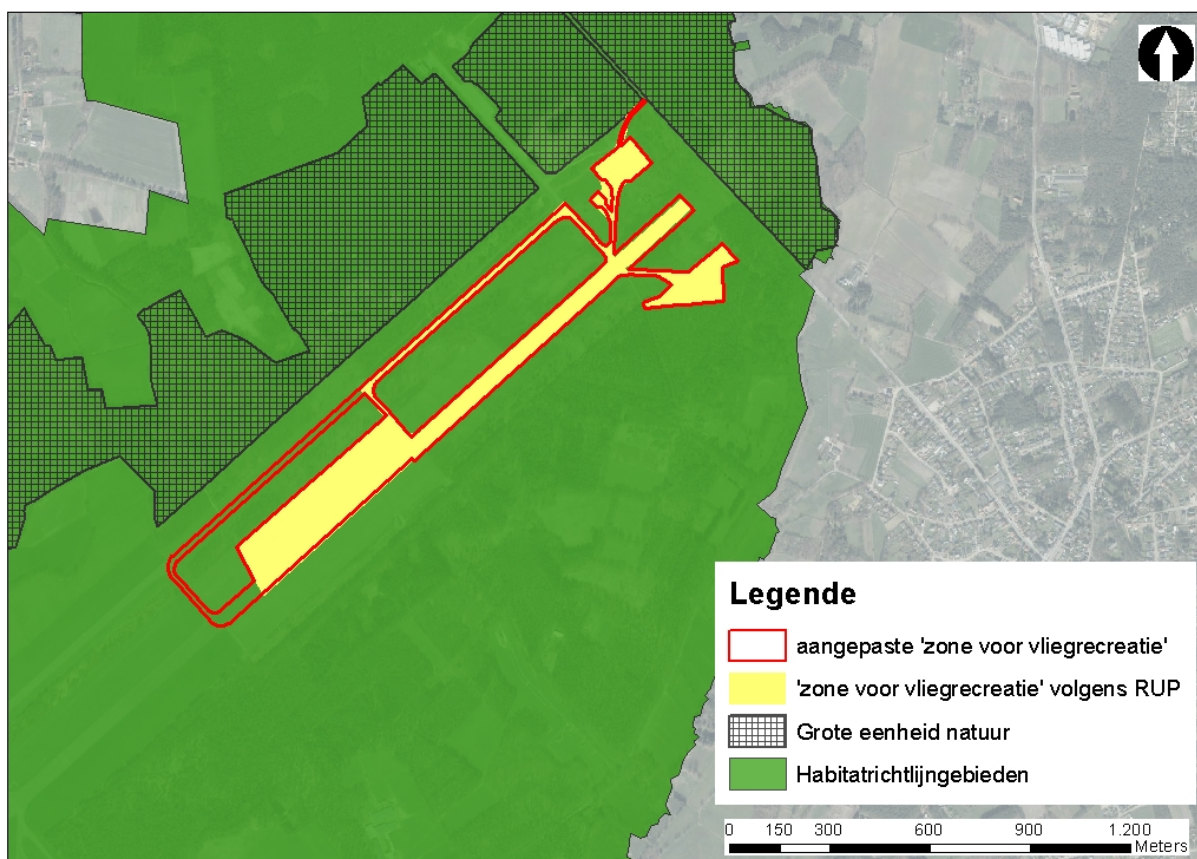 Legende
aangepaste 'zone voor vliegrecreatie'
'zone voor vliegrecreatie' volgens RUP
Grote eenheid natuur
Habitatrichtlijngebieden
0 150 300 600 900 1.200
Meters